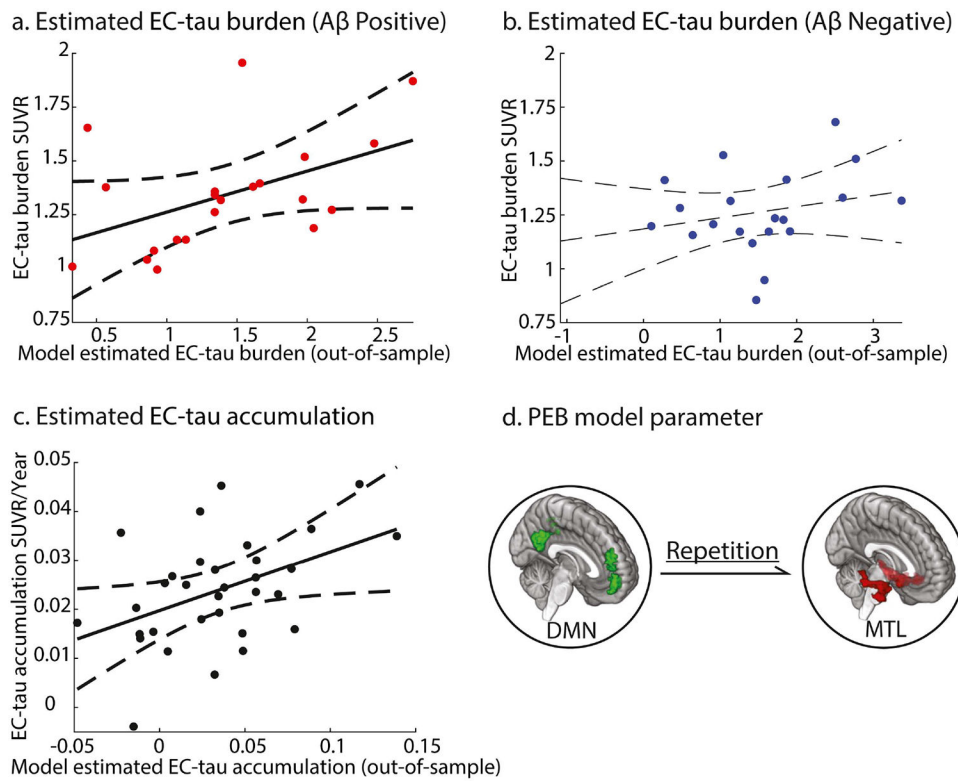 a. Estimated EC-tau burden (Aβ Positive)
EC-tau burden SUVR
2
1.75
1.5
1.25
1
0.75
0.5
1
1.5
2
2.5
Model estimated EC-tau burden (out-of-sample)
b. Estimated EC-tau burden (Aβ Negative)
EC-tau burden SUVR
2
1.75
1.5
1.25
1
0.75
-1
0
1
2
3
Model estimated EC-tau burden (out-of-sample)
c. Estimated EC-tau accumulation
EC-tau accumulation SUVR/Year
0.05
0.04
0.03
0.02
0.01
0
-0.05
0
0.05
0.1
0.15
Model estimated EC-tau accumulation (out-of-sample)
d. PEB model parameter
DMN
Repetition
MTL